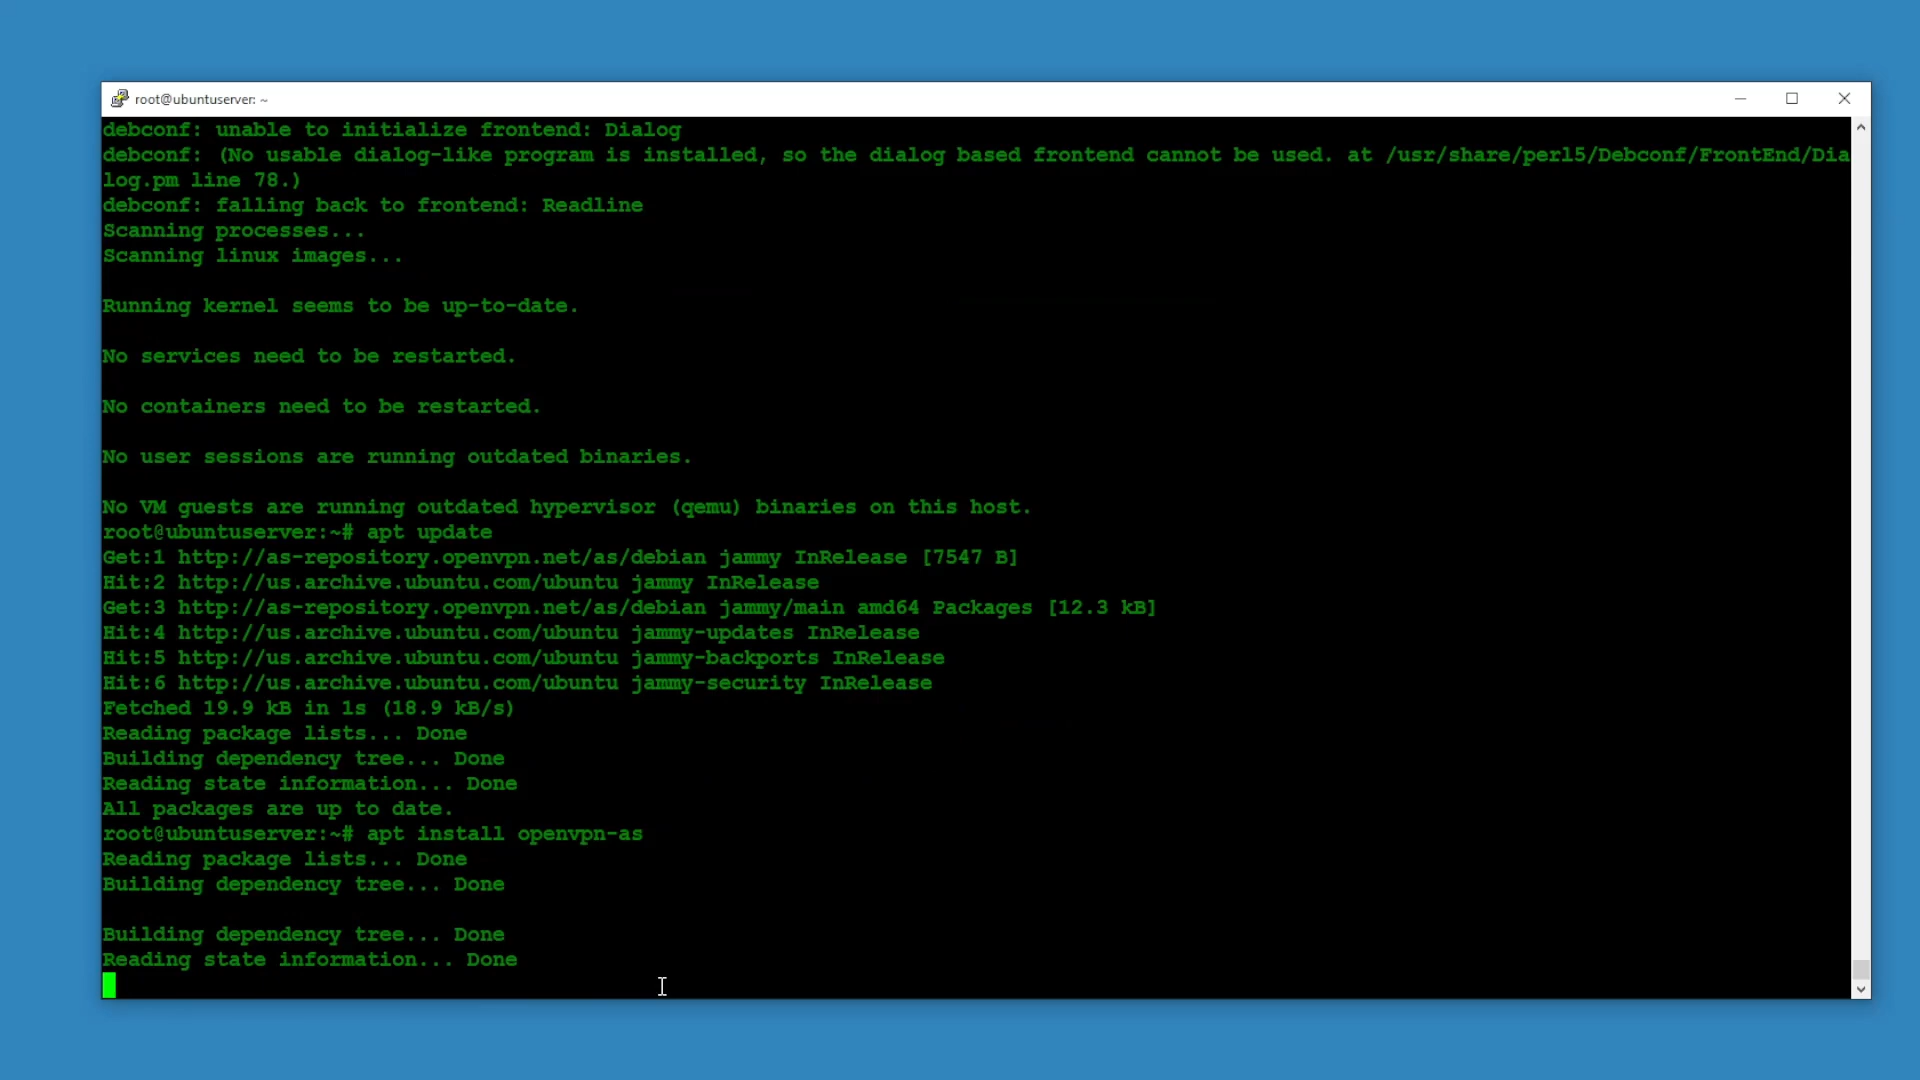 root@ubuntuserver: ~
debconf: unable to initialize frontend: Dialog
debconf: (No usable dialog-like program is installed, so the dialog based frontend cannot be used. at /usr/share/perl5/Debconf/FrontEnd/Dia
log.pm line 78.)
debconf: falling back to frontend: Readline
Scanning processes...
Scanning linux images...
Running kernel seems to be up-to-date.
No services need to be restarted.
No containers need to be restarted.
No user sessions are running outdated binaries.
No VM guests are running outdated hypervisor (qemu) binaries on this host.
root@ubuntuserver:~# apt update
Get:1 http://as-repository.openvpn.net/as/debian jammy InRelease [7547 B]
Hit:2 http://us.archive.ubuntu.com/ubuntu jammy InRelease
Get:3 http://as-repository.openvpn.net/as/debian jammy/main amd64 Packages [12.3 kB]
Hit:4 http://us.archive.ubuntu.com/ubuntu jammy-updates InRelease
Hit:5 http://us.archive.ubuntu.com/ubuntu jammy-backports InRelease
Hit:6 http://us.archive.ubuntu.com/ubuntu jammy-security InRelease
Fetched 19.9 kB in 1s (18.9 kB/s)
Reading package lists... Done
Building dependency tree... Done
Reading state information... Done
All packages are up to date.
root@ubuntuserver:~# apt install openvpn-as
Reading package lists... Done
Building dependency tree... Done
Building dependency tree... Done
Reading state information... Done